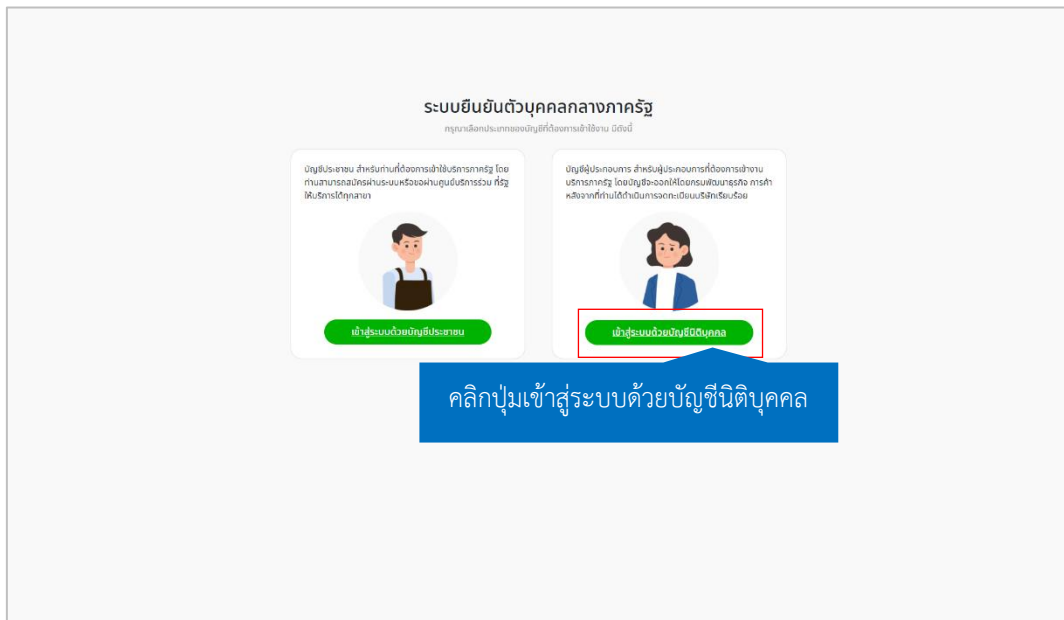 ระบบยืนยันตัวบุคคลกลางภาครัฐ
กรุณาเลือกประเภทของบัญชีที่ต้องการเข้าใช้งาน มีดังนี้
บัญชีประชาชน สำหรับท่านที่ต้องการเข้าใช้บริการภาครัฐ โดย
ท่านสามารถสมัครผ่านระบบหรือขอผ่านศูนย์บริการร่วม ที่รัฐ
ให้บริการได้ทุกสาขา
เข้าสู่ระบบด้วยบัญชีประชาชน
บัญชีผู้ประกอบการ สำหรับผู้ประกอบการที่ต้องการเข้างาน
บริการภาครัฐ โดยบัญชีจะออกให้โดยกรมพัฒนาธุรกิจ การค้า
หลังจากที่ท่านได้ดำเนินการจดทะเบียนบริษัทเรียบร้อย
เข้าสู่ระบบด้วยบัญชีนิติบุคคล
คลิกปุ่มเข้าสู่ระบบด้วยบัญชีนิติบุคคล